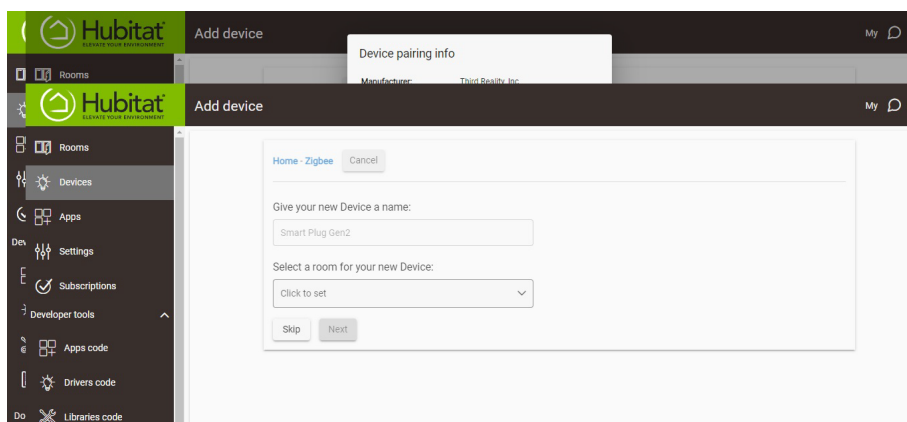 Hubitat
ELEVATE YOUR ENVIRONMENT
Add device
My
Device pairing info
Manufacturer: Third Reality, Inc
Rooms
Hubitat
ELEVATE YOUR ENVIRONMENT
Add device
My
Rooms
Devices
Apps
Settings
Subscriptions
Developer tools
Apps code
Drivers code
Libraries code
Home · Zigbee Cancel
Give your new Device a name:
Smart Plug Gen2
Select a room for your new Device:
Click to set
Skip Next
Dev
Do